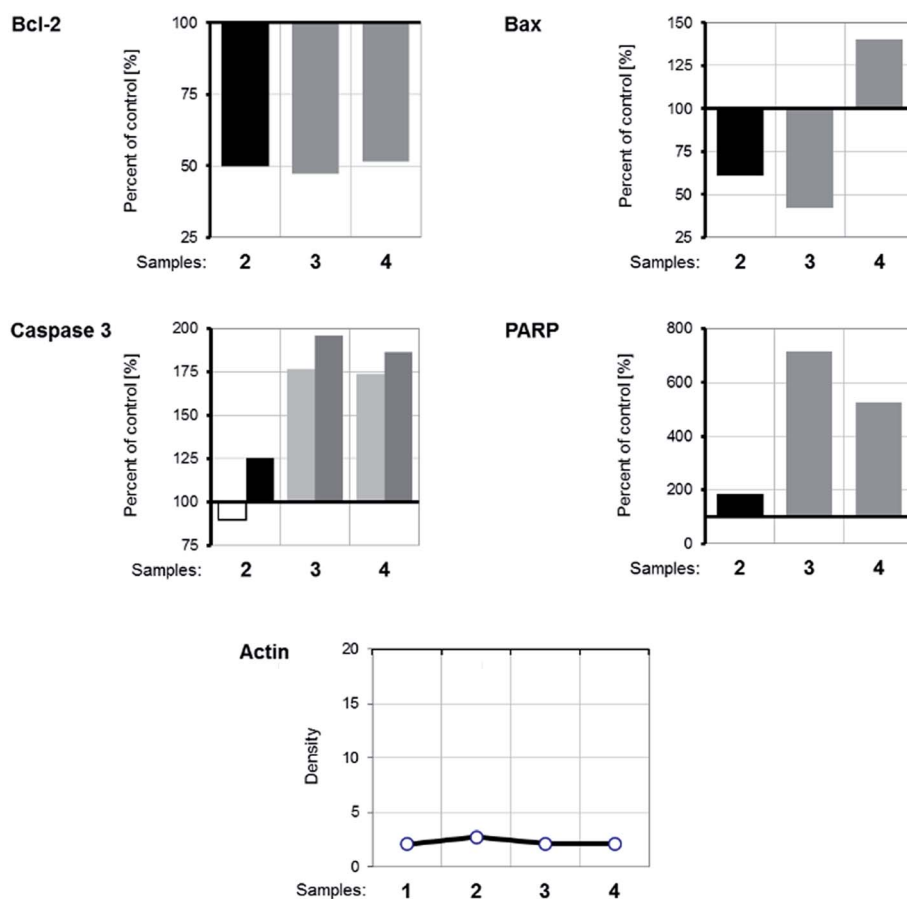 Bcl-2
Percent of control [%]
100
75
50
25
Samples: 2 3 4
Bax
Percent of control [%]
150
125
100
75
50
25
Samples: 2 3 4
Caspase 3
Percent of control [%]
200
175
150
125
100
75
Samples: 2 3 4
PARP
Percent of control [%]
800
600
400
200
0
Samples: 2 3 4
Actin
Density
20
15
10
5
0
Samples: 1 2 3 4